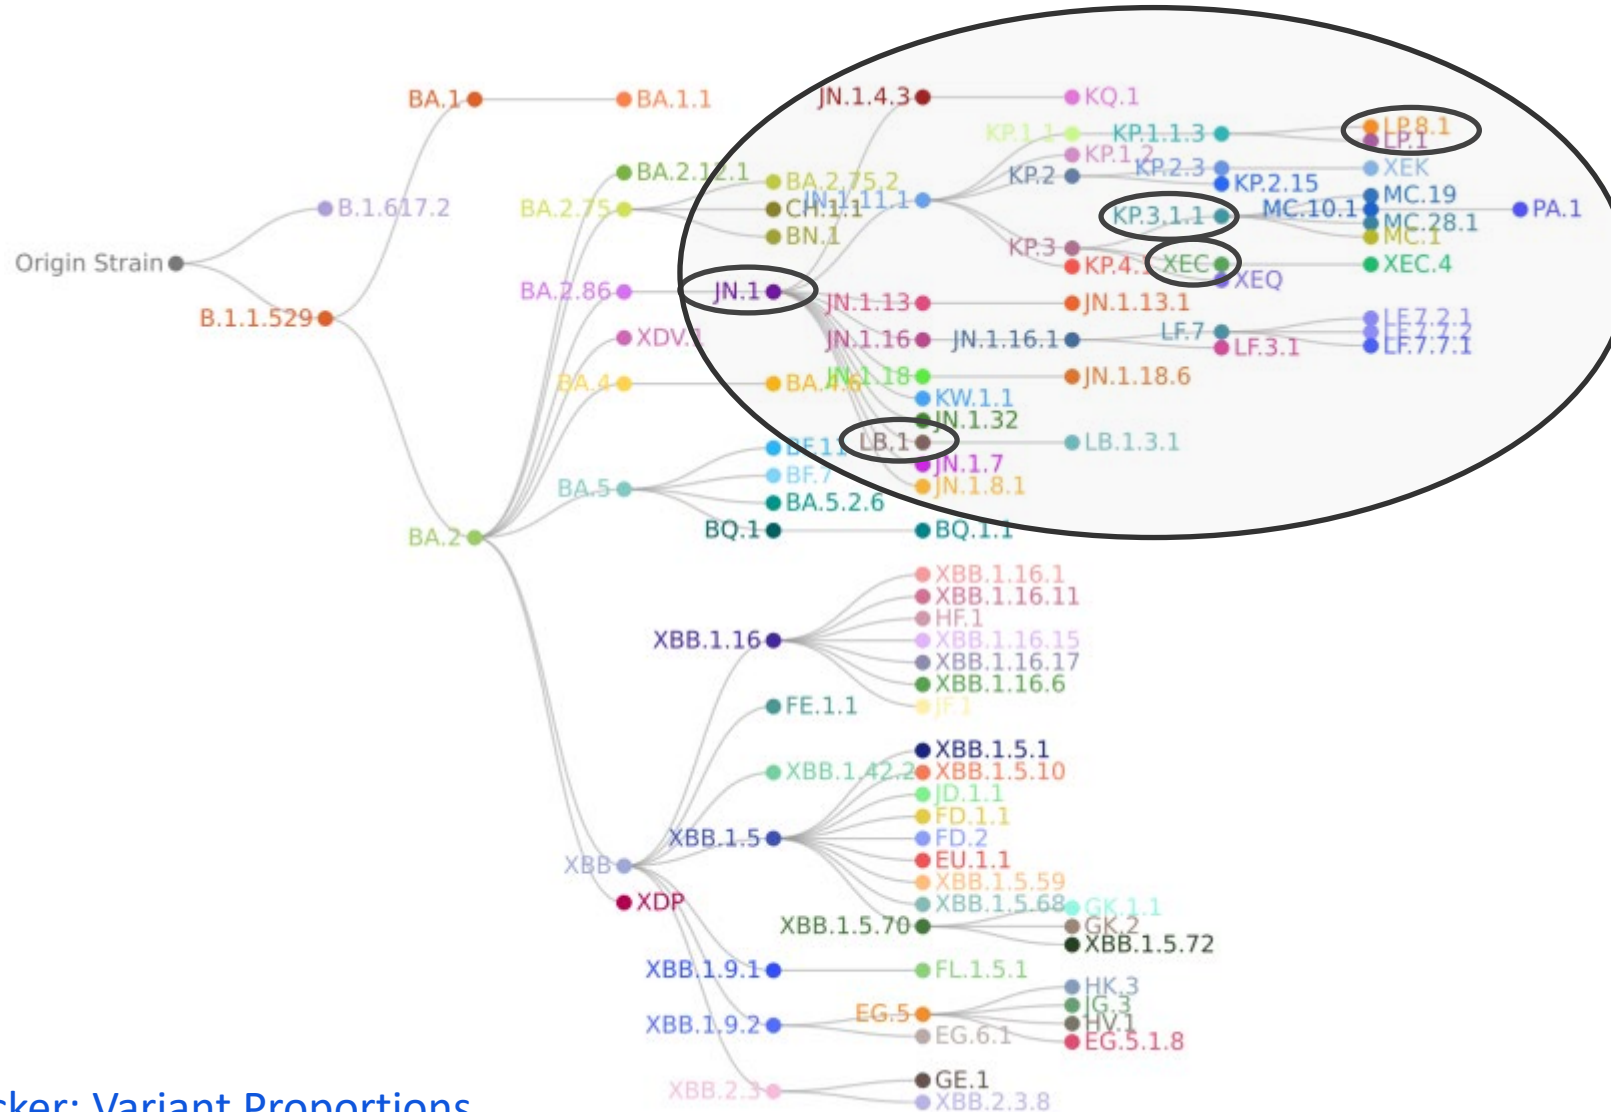 Origin Strain
B.1.617.2
B.1.1.529
BA.1
BA.1.1
BA.2
BA.2.12.1
BA.2.75
BA.2.75.2
CH.1.1
BN.1
BA.2.86
JN.1
JN.1.4.3
KQ.1
JN.1.11.1
KP.1.1
KP.1.1.3
LP.8.1
LP.1
KP.1.2
KP.2
KP.2.3
XEK
KP.2.15
KP.3
KP.3.1.1
MC.19
MC.10.1
PA.1
MC.28.1
MC.1
XEC
XEC.4
XEQ
KP.4.1
JN.1.13
JN.1.13.1
JN.1.16
JN.1.16.1
LF.7
LF.7.2.1
LF.7.7.2
LF.7.7.1
LF.3.1
JN.1.18
JN.1.18.6
KW.1.1
JN.1.32
LB.1
LB.1.3.1
JN.1.7
JN.1.8.1
XDV.1
BA.4
BA.4.6
BA.5
BF.11
BF.7
BA.5.2.6
BQ.1
BQ.1.1
XBB
XBB.1.16
XBB.1.16.1
XBB.1.16.11
HF.1
XBB.1.16.15
XBB.1.16.17
XBB.1.16.6
JF.1
FE.1.1
XBB.1.42.2
XBB.1.5
XBB.1.5.1
XBB.1.5.10
JD.1.1
FD.1.1
FD.2
EU.1.1
XBB.1.5.59
XBB.1.5.68
XBB.1.5.70
GK.1.1
GK.2
XBB.1.5.72
XDP
XBB.1.9.1
FL.1.5.1
XBB.1.9.2
EG.5
HK.3
JG.3
HV.1
EG.5.1.8
EG.6.1
XBB.2.3
GE.1
XBB.2.3.8
cker: Variant Proportions